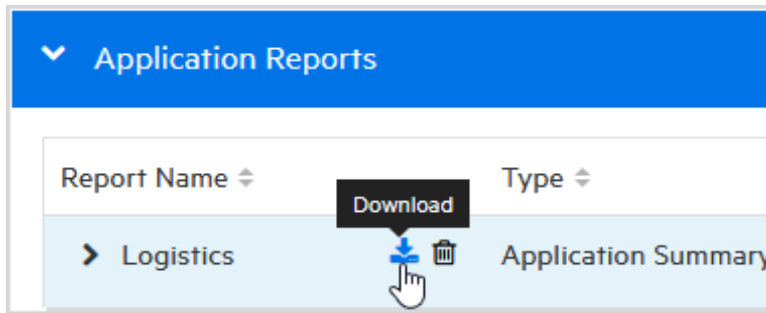 Application Reports
Report Name Type
Download
Logistics Application Summary